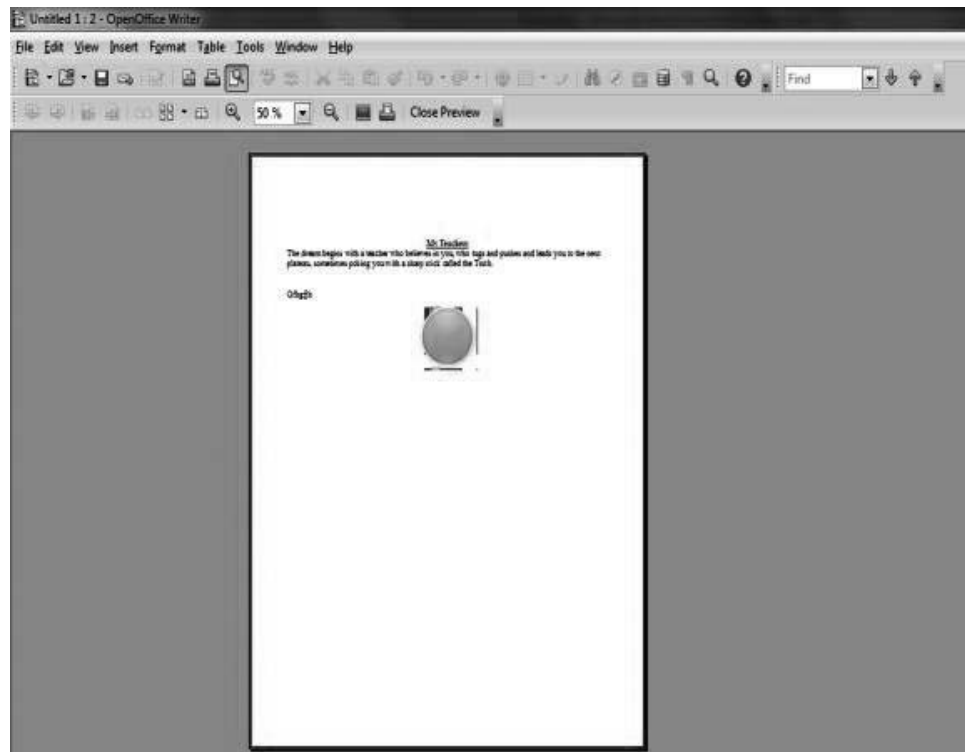 Untitled 1 : 2 - OpenOffice Writer
File Edit View Insert Format Table Tools Window Help
Find
50 % Close Preview
My Teachers
The dream begins with a teacher who believes in you, who tugs and pushes and leads you to the next
plateau, sometimes poking you with a sharp stick called the Truth.